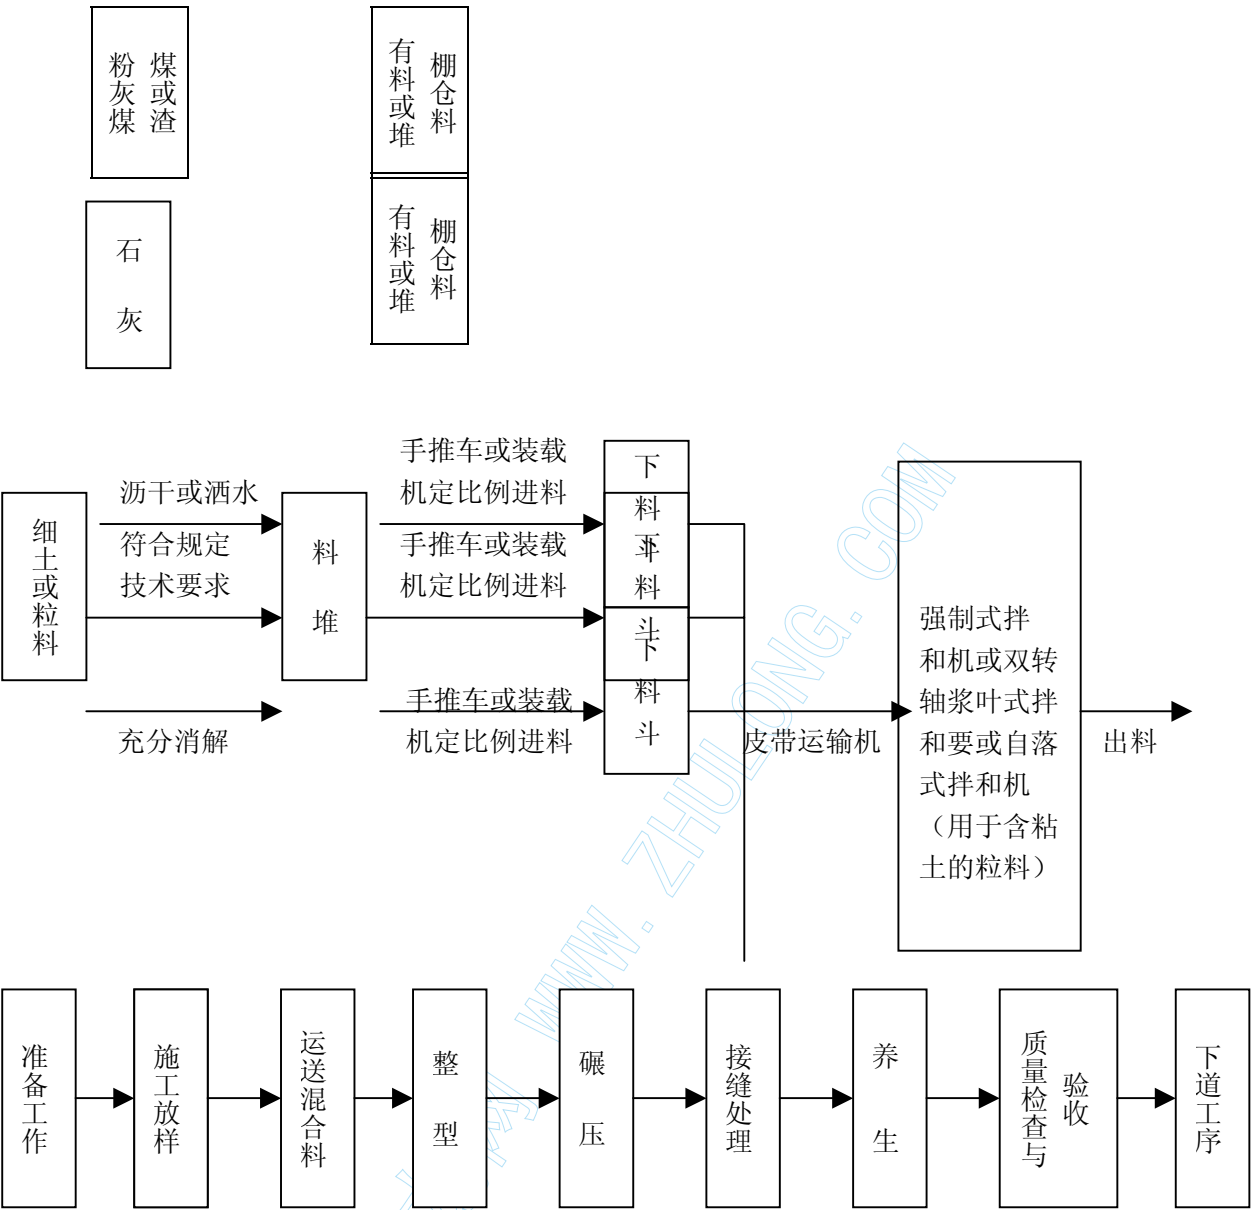 粉灰煤
煤或渣
有料或堆
棚仓料
石灰
有料或堆
棚仓料
细土或粒料
沥干或洒水
符合规定
技术要求
充分消解
料堆
手推车或装载
机定比例进料
手推车或装载
机定比例进料
手推车或装载
机定比例进料
下料斗
下料斗
下料斗
皮带运输机
强制式拌
和机或双转
轴浆叶式拌
和要或自落
式拌和机
（用于含粘
土的粒料）
出料
WWW. ZHULONG. COM
准备工作
施工放样
运送混合料
整型
碾压
接缝处理
养生
质量检查与
验收
下道工序